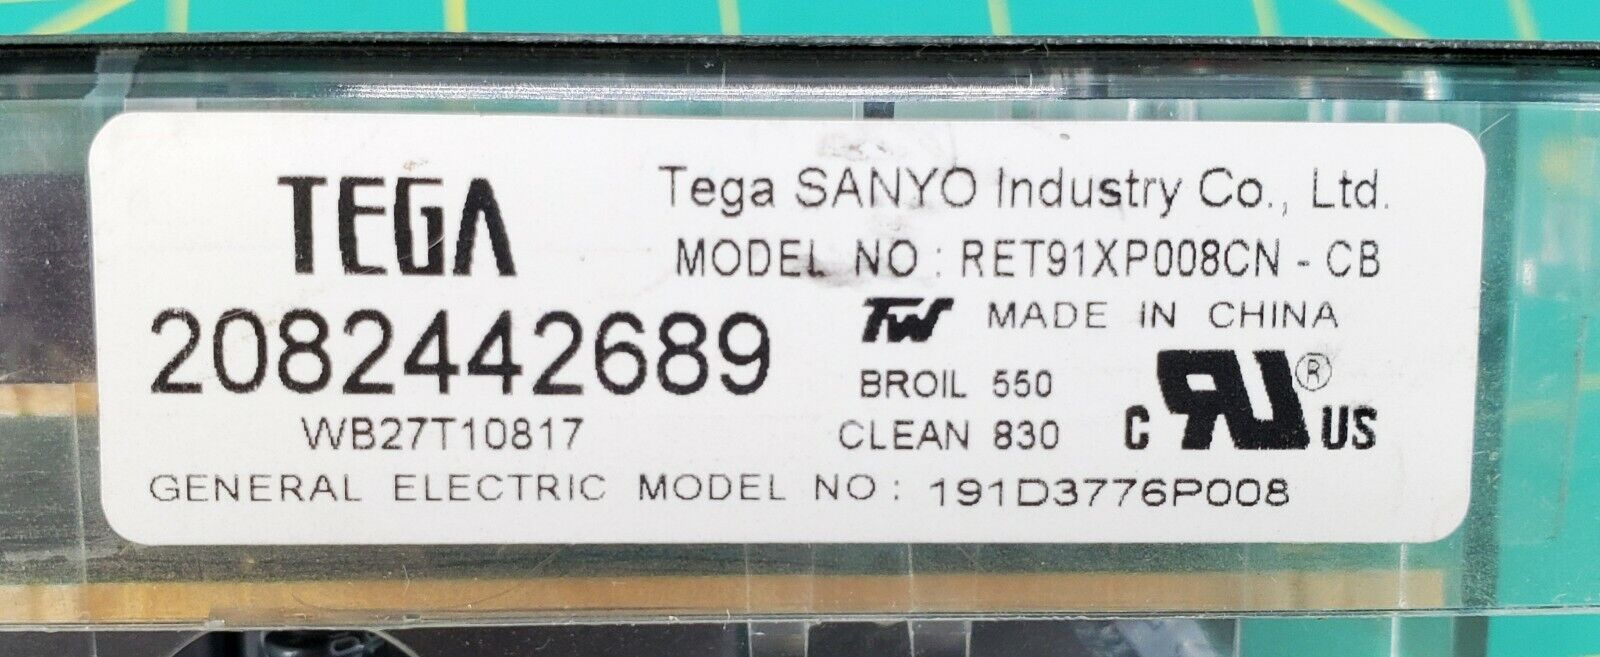 TEGA
Tega SANYO Industry Co., Ltd.
MODEL NO : RET91XP008CN - CB
2082442689
TW MADE IN CHINA
BROIL 550
WB27T10817
CLEAN 830
C RU® US
GENERAL ELECTRIC MODEL NO : 191D3776P008